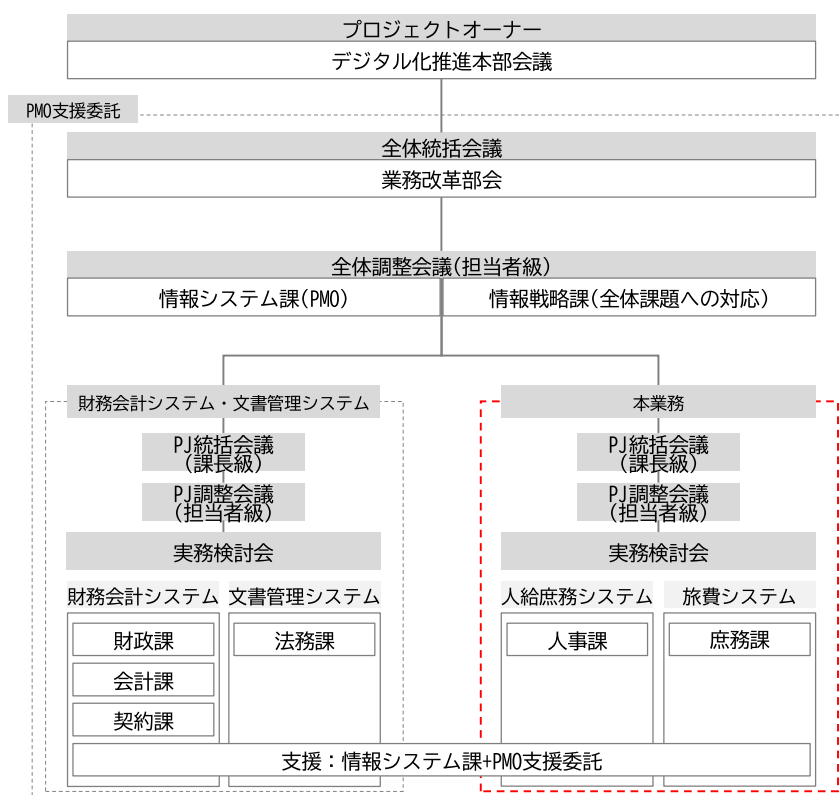 プロジェクトオーナー
デジタル化推進本部会議
PMO支援委託
全体統括会議
業務改革部会
全体調整会議(担当者級)
情報システム課(PMO)
情報戦略課(全体課題への対応)
財務会計システム・文書管理システム
PJ統括会議
(課長級)
PJ調整会議
(担当者級)
実務検討会
財務会計システム
文書管理システム
財政課
会計課
契約課
法務課
本業務
PJ統括会議
(課長級)
PJ調整会議
(担当者級)
実務検討会
人給庶務システム
旅費システム
人事課
庶務課
支援：情報システム課+PMO支援委託